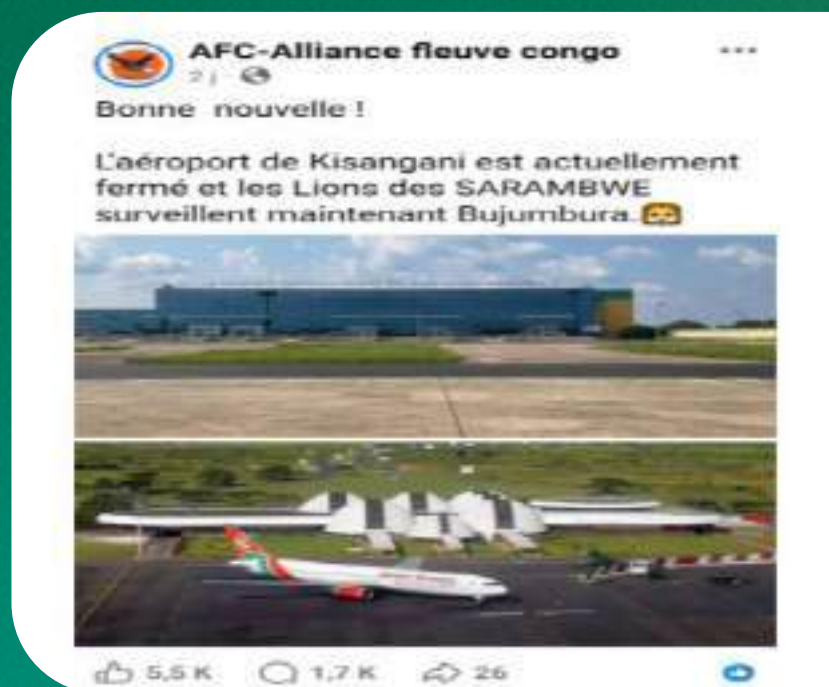 AFC-Alliance fleuve congo
2 j
Bonne nouvelle !
L'aéroport de Kisangani est actuellement
fermé et les Lions des SARAMBWE
surveillent maintenant Bujumbura.
5,5 K 1,7 K 26